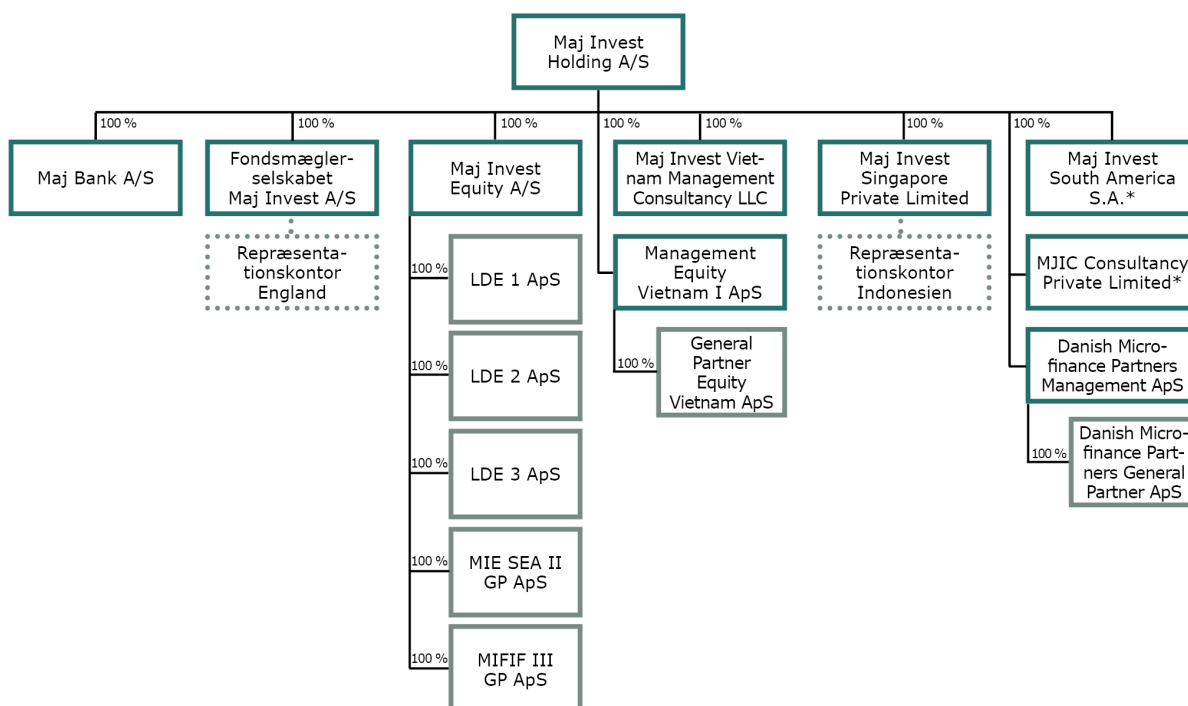 Maj Invest
Holding A/S
100 %
100 %
100 %
100 %
100 %
100 %
100 %
Maj Bank A/S
Fondsmægler-
selskabet
Maj Invest A/S
Maj Invest
Equity A/S
Maj Invest Viet-
nam Management
Consultancy LLC
Maj Invest
Singapore
Private Limited
Maj Invest
South America
S.A.*
Repræsenta-
tionskontor
England
100 %
LDE 1 ApS
Management
Equity
Vietnam I ApS
Repræsenta-
tionskontor
Indonesien
MJIC Consultancy
Private Limited*
100 %
LDE 2 ApS
100 %
General
Partner
Equity
Vietnam ApS
Danish Micro-
finance Partners
Management ApS
100 %
LDE 3 ApS
100 %
Danish Micro-
finance Part-
ners General
Partner ApS
100 %
MIE SEA II
GP ApS
100 %
MIFIF III
GP ApS